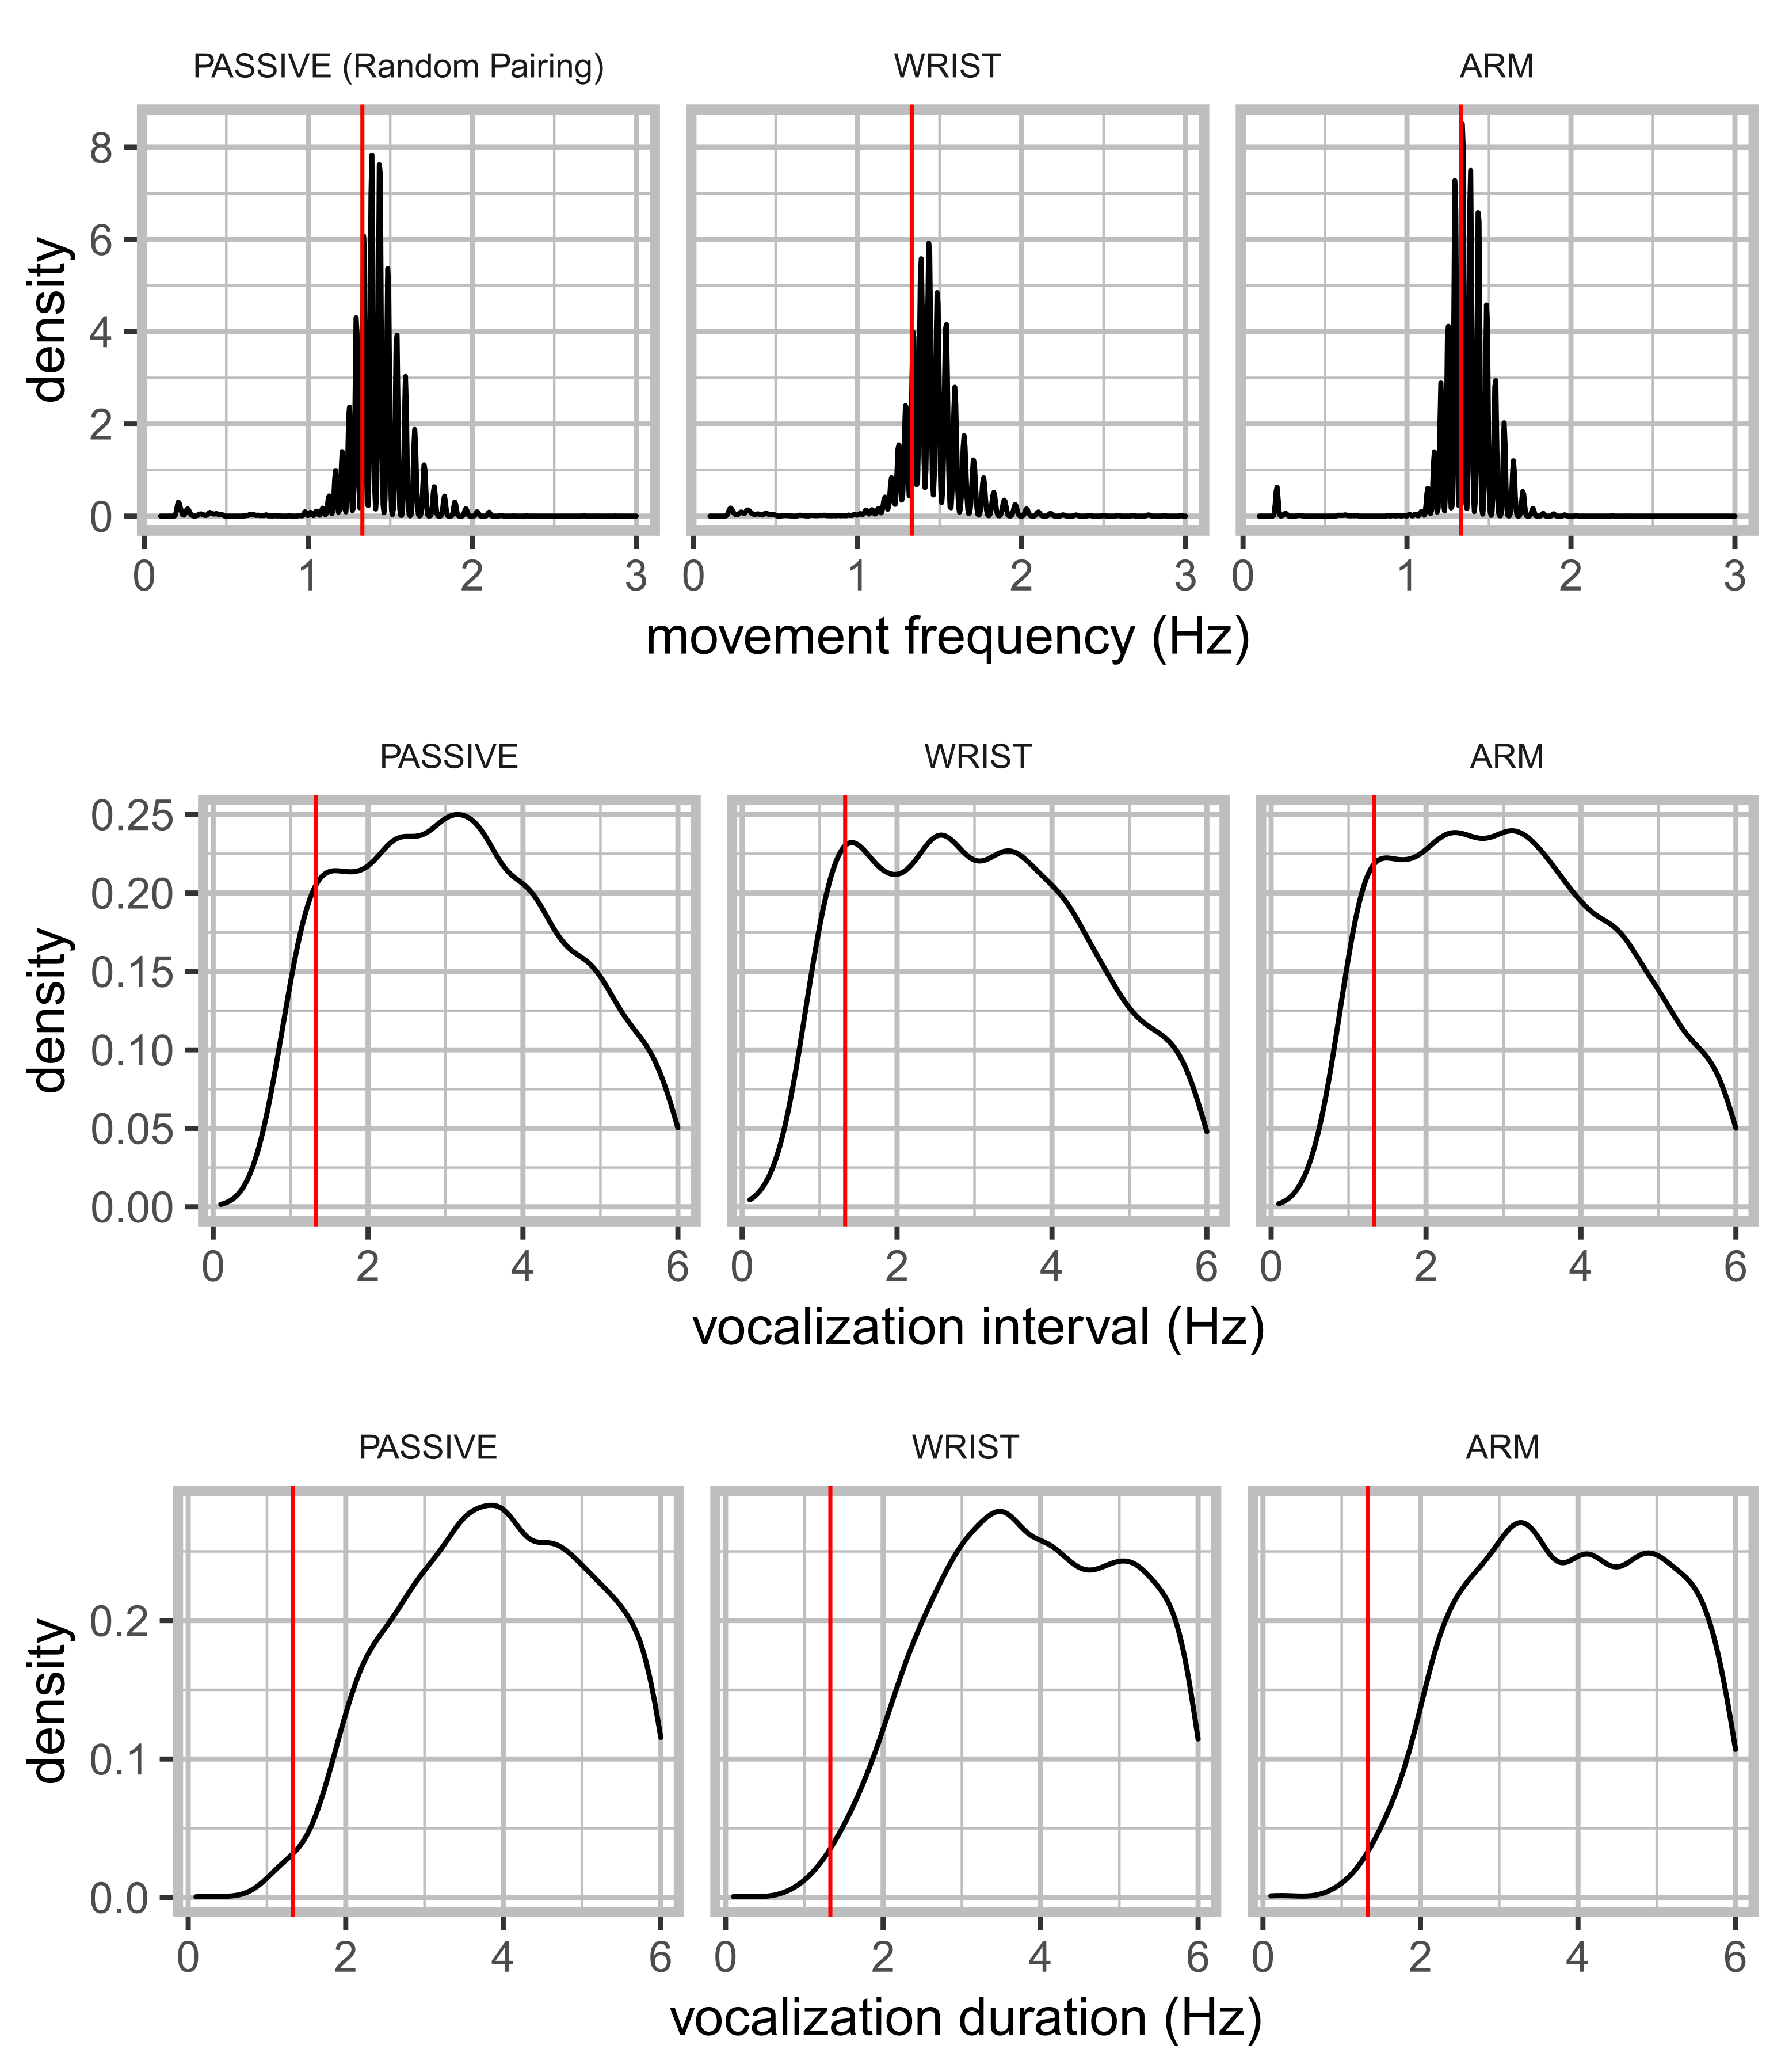 PASSIVE (Random Pairing) WRIST ARM
density
8
6
4
2
0
0 1 2 3 0 1 2 3 0 1 2 3
movement frequency (Hz)
PASSIVE WRIST ARM
density
0.25
0.20
0.15
0.10
0.05
0.00
0 2 4 6 0 2 4 6 0 2 4 6
vocalization interval (Hz)
PASSIVE WRIST ARM
density
0.2
0.1
0.0
0 2 4 6 0 2 4 6 0 2 4 6
vocalization duration (Hz)